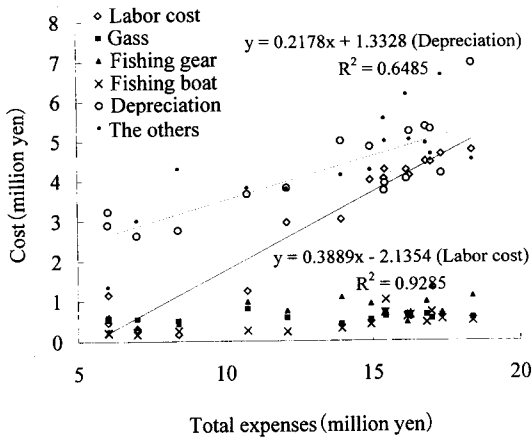 8
7
6
5
4
3
2
1
0
Cost (million yen)
Labor cost
Gass
Fishing gear
Fishing boat
Depreciation
The others
y = 0.2178x + 1.3328 (Depreciation)
R² = 0.6485
y = 0.3889x - 2.1354 (Labor cost)
R² = 0.9285
5
10
15
20
Total expenses (million yen)